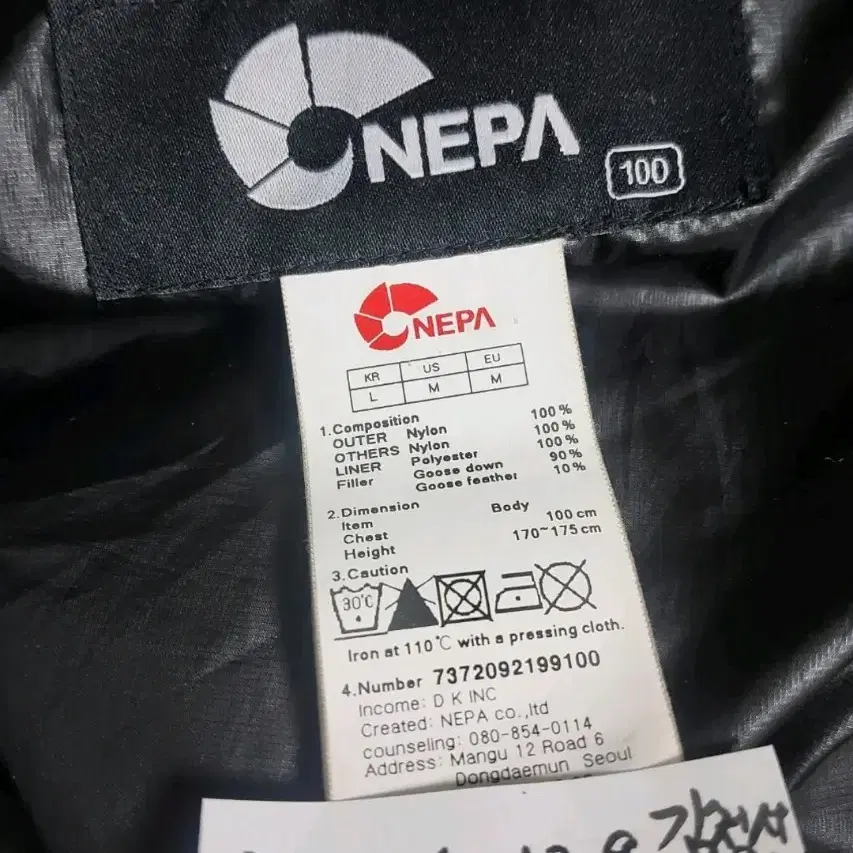 NEPA
100
NEPA
KR US EU
L M M
1.Composition
OUTER Nylon 100%
OTHERS Nylon 100%
LINER Polyester 100%
Filler Goose down 90%
Goose feather 10%
2.Dimension
Item Body
Chest 100 cm
Height 170~175 cm
3.Caution
30℃
Iron at 110℃ with a pressing cloth.
4.Number 7372092199100
Income: D K INC
Created: NEPA co.,ltd
counseling: 080-854-0114
Address: Mangu 12 Road 6
Dongdaemun Seoul